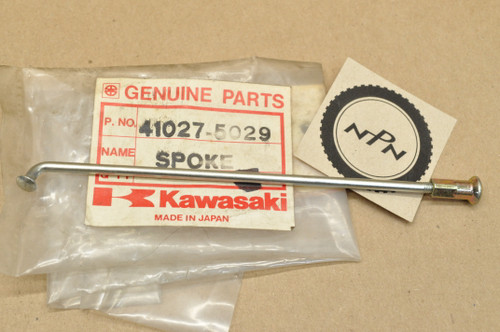 GENUINE PARTS
P. NO. 41027-5029
NAME SPOKE
Kawasaki
MADE IN JAPAN
NPN